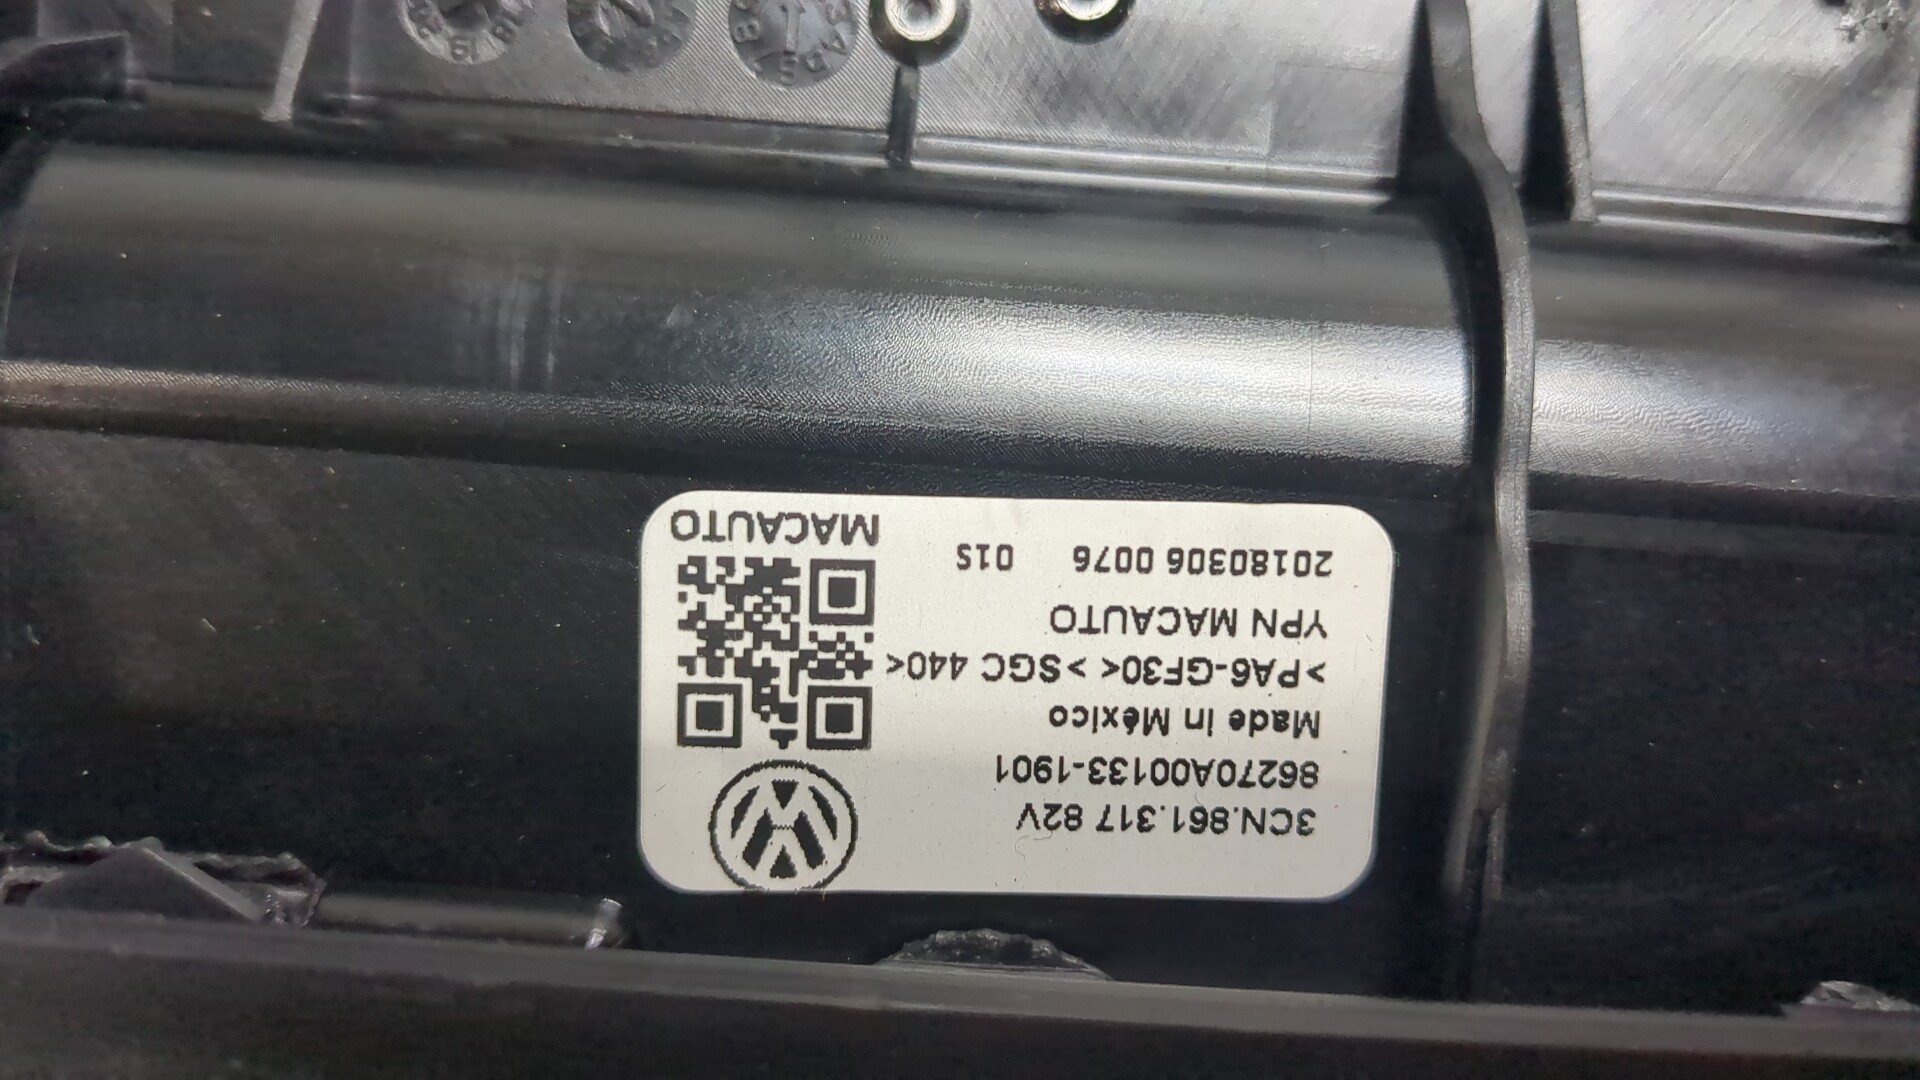 3CN.861.317 82V
86270A00133-1901
Made in México
>PA6-GF30< >SGC 440<
YPN MACAUTO
20180306 0076 01S
MACAUTO